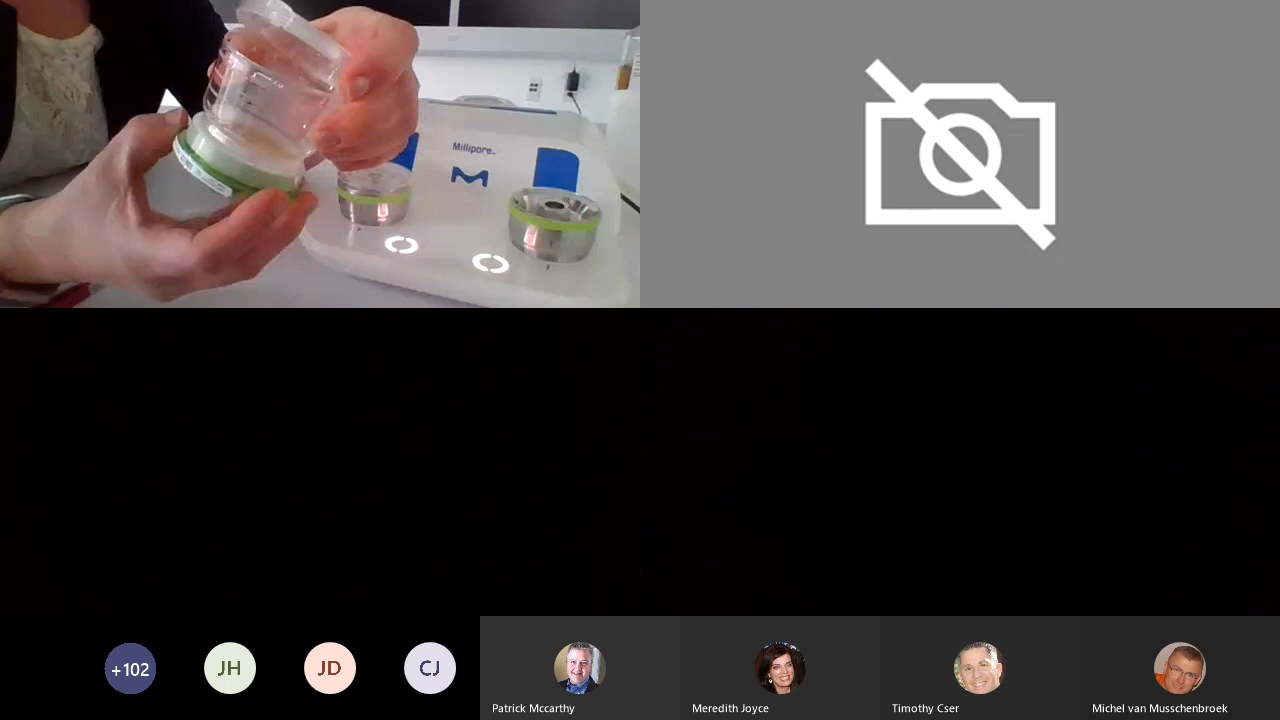 Millipore.
+102
JH
JD
CJ
Patrick Mccarthy
Meredith Joyce
Timothy Cser
Michel van Musschenbroek